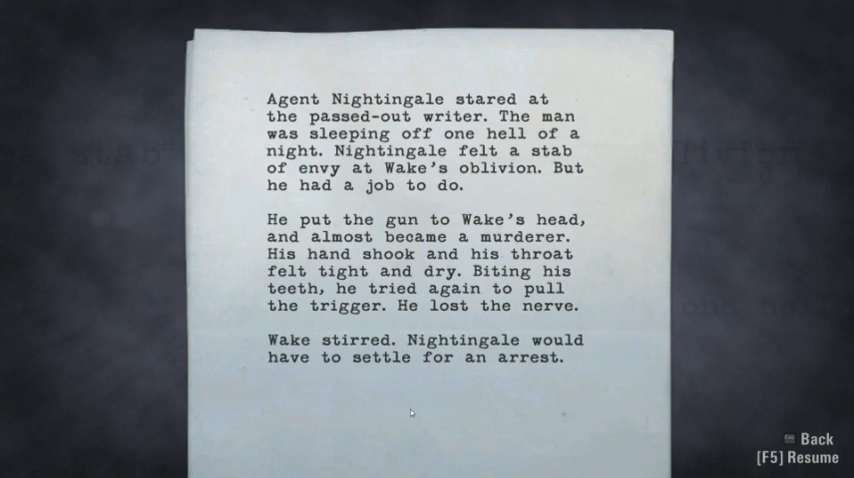 Agent Nightingale stared at
the passed-out writer. The man
was sleeping off one hell of a
night. Nightingale felt a stab
of envy at Wake's oblivion. But
he had a job to do.
He put the gun to Wake's head,
and almost became a murderer.
His hand shook and his throat
felt tight and dry. Biting his
teeth, he tried again to pull
the trigger. He lost the nerve.
Wake stirred. Nightingale would
have to settle for an arrest.
Back
[F5] Resume